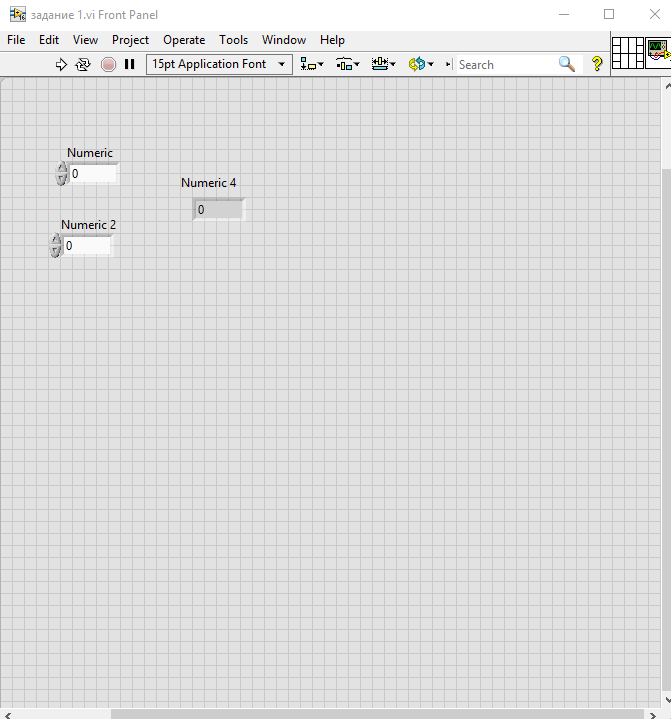 задание 1.vi Front Panel
File Edit View Project Operate Tools Window Help
15pt Application Font Search ?
Numeric
0
Numeric 4
0
Numeric 2
0